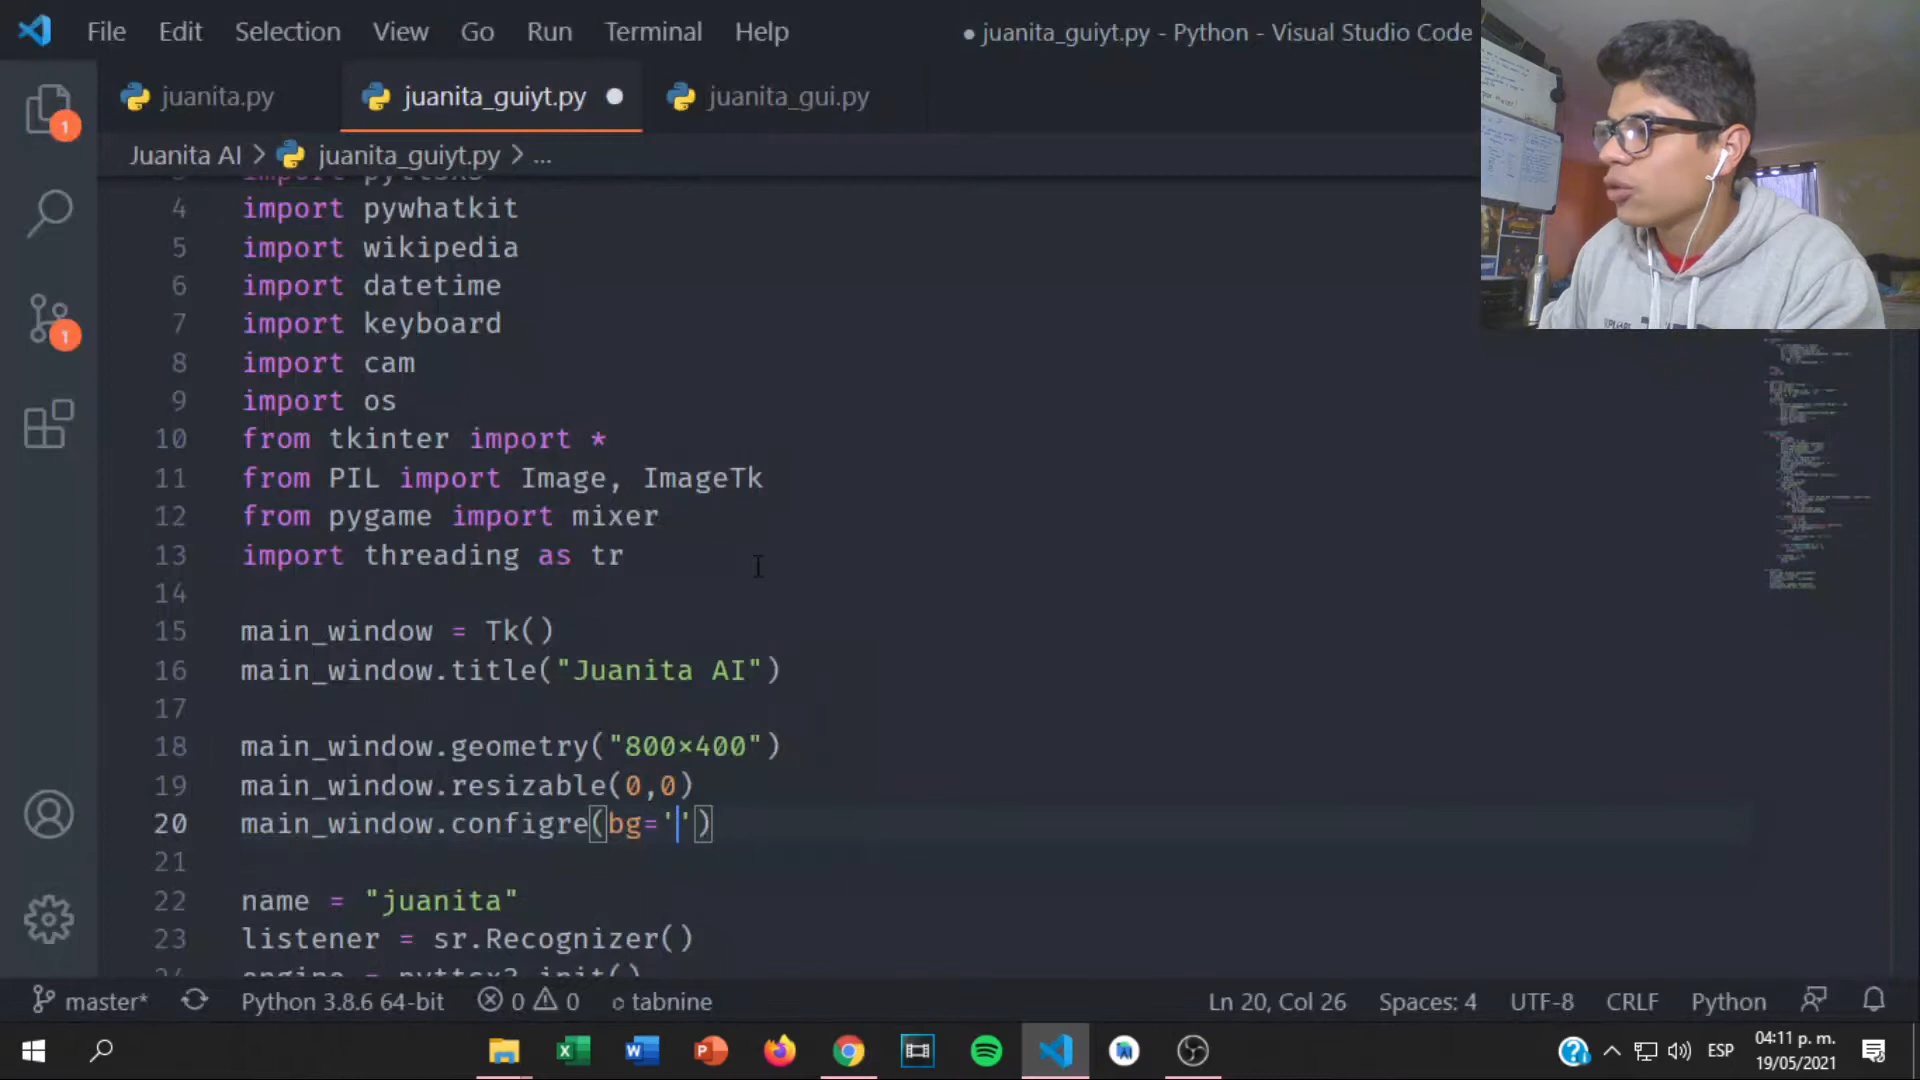 File Edit Selection View Go Run Terminal Help
● juanita_guiyt.py - Python - Visual Studio Code
juanita.py juanita_guiyt.py ● juanita_gui.py
Juanita AI > juanita_guiyt.py > ...
4 import pywhatkit
5 import wikipedia
6 import datetime
7 import keyboard
8 import cam
9 import os
10 from tkinter import *
11 from PIL import Image, ImageTk
12 from pygame import mixer
13 import threading as tr
14
15 main_window = Tk()
16 main_window.title("Juanita AI")
17
18 main_window.geometry("800×400")
19 main_window.resizable(0,0)
20 main_window.configre(bg='')
21
22 name = "juanita"
23 listener = sr.Recognizer()
1
1
master* Python 3.8.6 64-bit 0 0 tabnine Ln 20, Col 26 Spaces: 4 UTF-8 CRLF Python
ESP 04:11 p. m.
19/05/2021